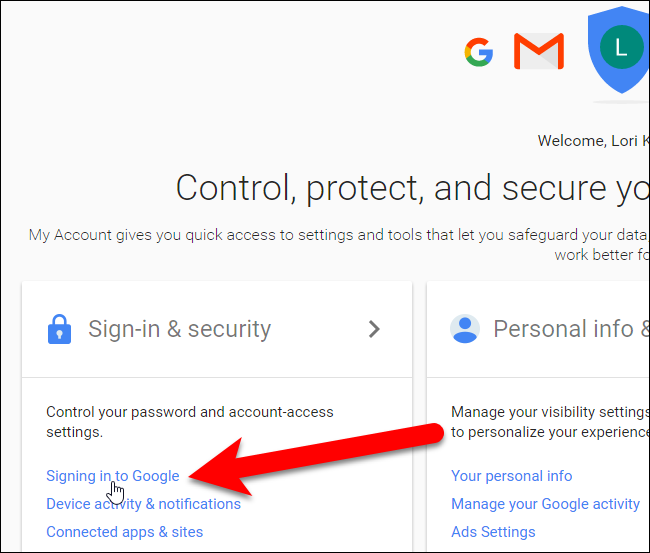 L
Welcome, Lori K
Control, protect, and secure yo
My Account gives you quick access to settings and tools that let you safeguard your data,
work better fo
Sign-in & security
Control your password and account-access
settings.
Signing in to Google
Device activity & notifications
Connected apps & sites
Personal info &
Manage your visibility settings
to personalize your experience
Your personal info
Manage your Google activity
Ads Settings